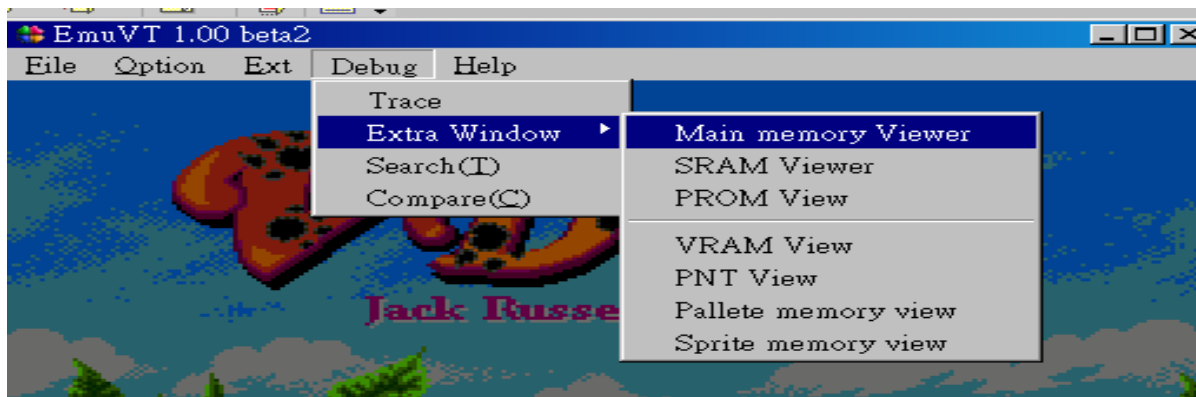 EmuVT 1.00 beta2
File Option Ext Debug Help
Trace
Extra Window
Search(T)
Compare(C)
Main memory Viewer
SRAM Viewer
PROM View
VRAM View
PNT View
Pallete memory view
Sprite memory view
Jack Russe